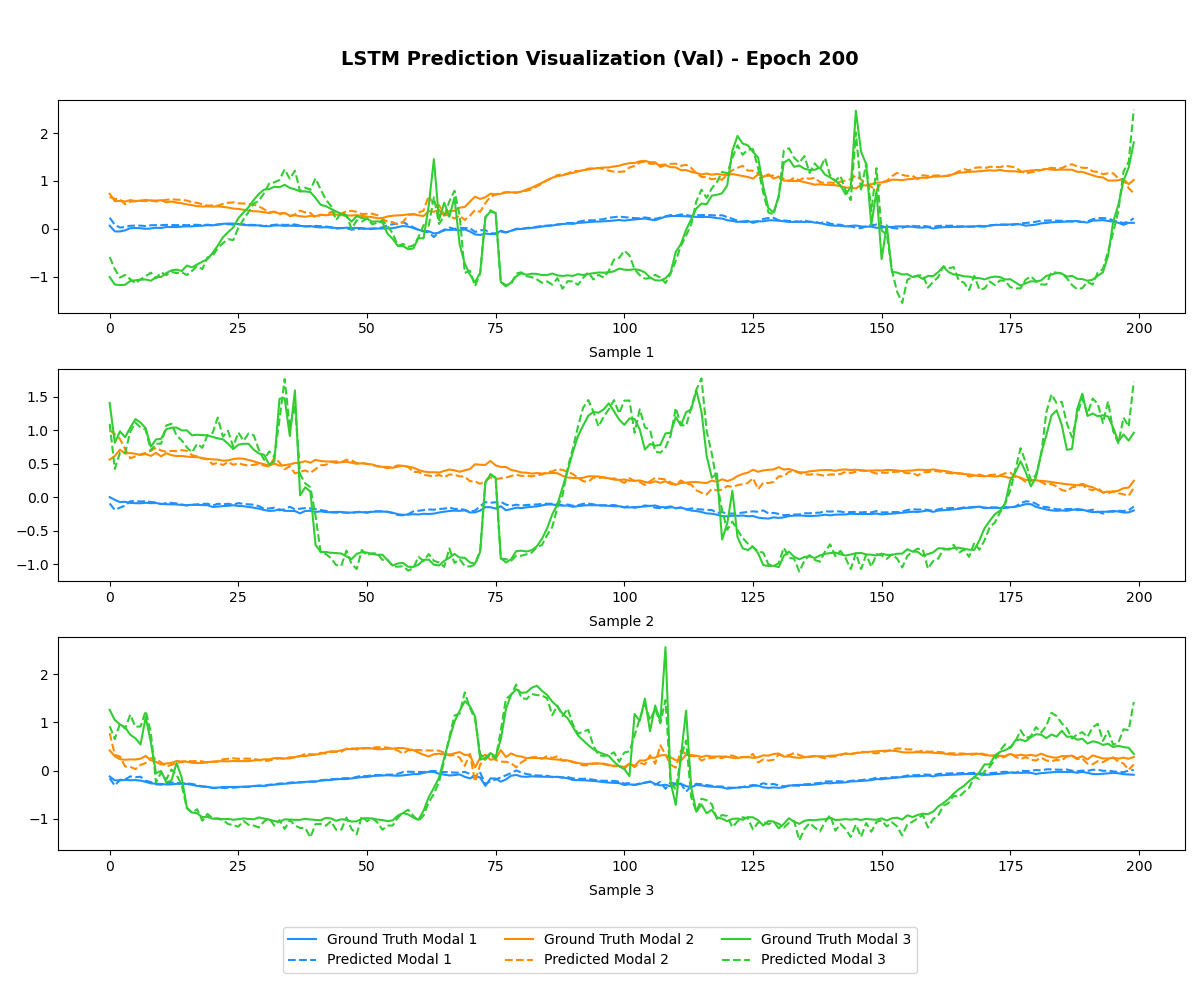 LSTM Prediction Visualization (Val) - Epoch 200
2
1
0
−1
0 25 50 75 100 125 150 175 200
Sample 1
1.5
1.0
0.5
0.0
−0.5
−1.0
0 25 50 75 100 125 150 175 200
Sample 2
2
1
0
−1
0 25 50 75 100 125 150 175 200
Sample 3
Ground Truth Modal 1 Ground Truth Modal 2 Ground Truth Modal 3
Predicted Modal 1 Predicted Modal 2 Predicted Modal 3